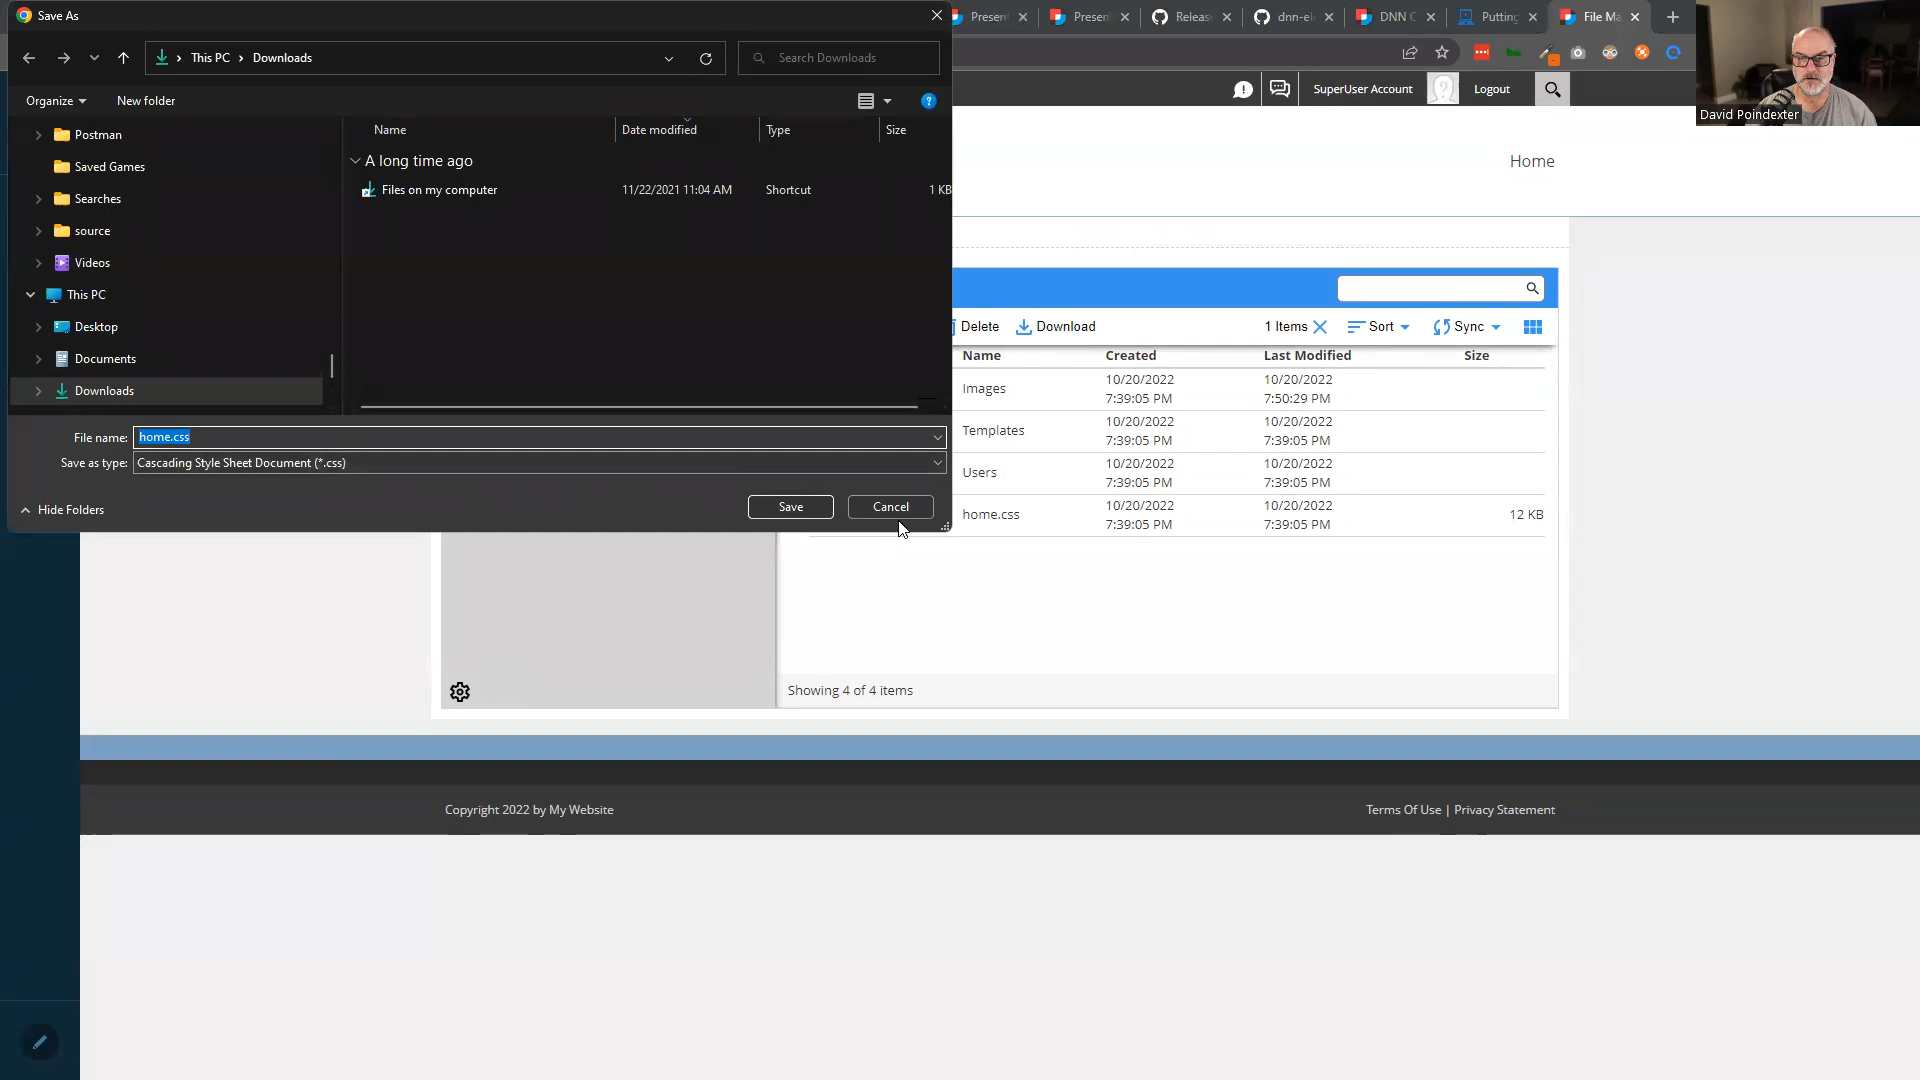 Save As
Presen
Presen
Releas
dnn-el
DNN C
Putting
File Ma
This PC
Downloads
Search Downloads
Organize
New folder
SuperUser Account
Logout
David Poindexter
Name
Date modified
Type
Size
Postman
Saved Games
Searches
source
Videos
This PC
Desktop
Documents
Downloads
A long time ago
Files on my computer
11/22/2021 11:04 AM
Shortcut
1 KB
Home
Delete
Download
1 Items
Sort
Sync
Name
Created
Last Modified
Size
Images
10/20/2022
7:39:05 PM
10/20/2022
7:50:29 PM
Templates
10/20/2022
7:39:05 PM
10/20/2022
7:39:05 PM
Users
10/20/2022
7:39:05 PM
10/20/2022
7:39:05 PM
home.css
10/20/2022
7:39:05 PM
10/20/2022
7:39:05 PM
12 KB
File name:
home.css
Save as type:
Cascading Style Sheet Document (*.css)
Hide Folders
Save
Cancel
Showing 4 of 4 items
Copyright 2022 by My Website
Terms Of Use | Privacy Statement